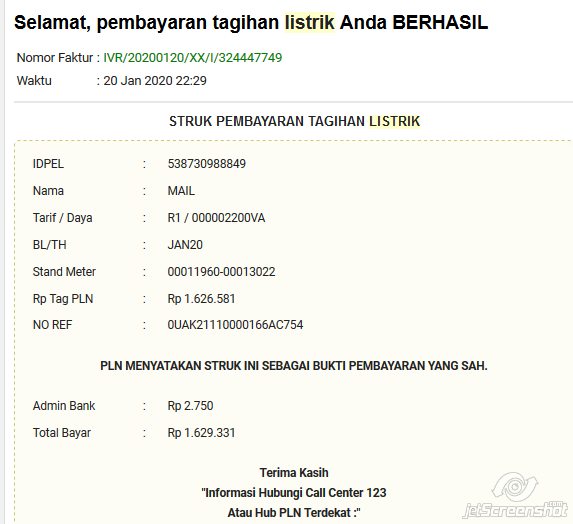 Selamat, pembayaran tagihan listrik Anda BERHASIL
Nomor Faktur : IVR/20200120/XX/I/324447749
Waktu : 20 Jan 2020 22:29
STRUK PEMBAYARAN TAGIHAN LISTRIK
IDPEL : 538730988849
Nama : MAIL
Tarif / Daya : R1 / 000002200VA
BL/TH : JAN20
Stand Meter : 00011960-00013022
Rp Tag PLN : Rp 1.626.581
NO REF : 0UAK21110000166AC754
PLN MENYATAKAN STRUK INI SEBAGAI BUKTI PEMBAYARAN YANG SAH.
Admin Bank : Rp 2.750
Total Bayar : Rp 1.629.331
Terima Kasih
"Informasi Hubungi Call Center 123
Atau Hub PLN Terdekat :"
jetScreenshot.com